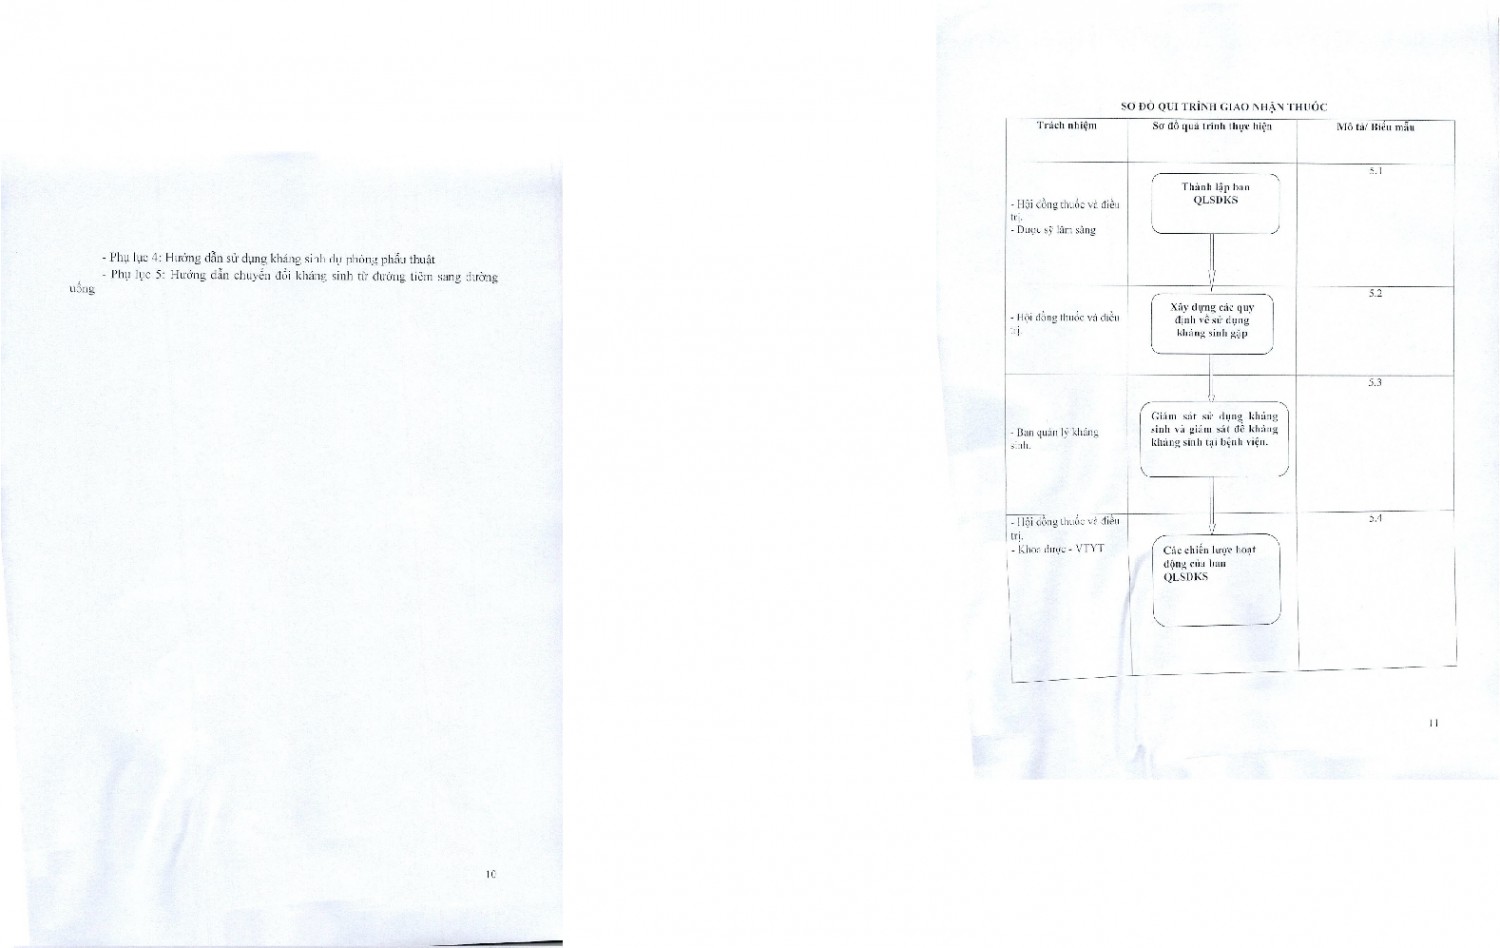 - Phụ lục 4: Hướng dẫn sử dụng kháng sinh dự phòng phẫu thuật
- Phụ lục 5: Hướng dẫn chuyển đổi kháng sinh từ đường tiêm sang đường
uống
10
SƠ ĐỒ QUI TRÌNH GIAO NHẬN THUỐC
Trách nhiệm
Sơ đồ quá trình thực hiện
Mô tả/ Biểu mẫu
- Hội đồng thuốc và điều
trị.
- Dược sỹ lâm sàng
Thành lập ban
QLSDKS
5.1
- Hội đồng thuốc và điều
trị.
Xây dựng các quy
định về sử dụng
kháng sinh gặp
5.2
- Ban quản lý kháng
sinh.
Giám sát sử dụng kháng
sinh và giám sát đề kháng
kháng sinh tại bệnh viện.
5.3
- Hội đồng thuốc và điều
trị.
- Khoa dược - VTYT
Các chiến lược hoạt
động của ban
QLSDKS
5.4
11